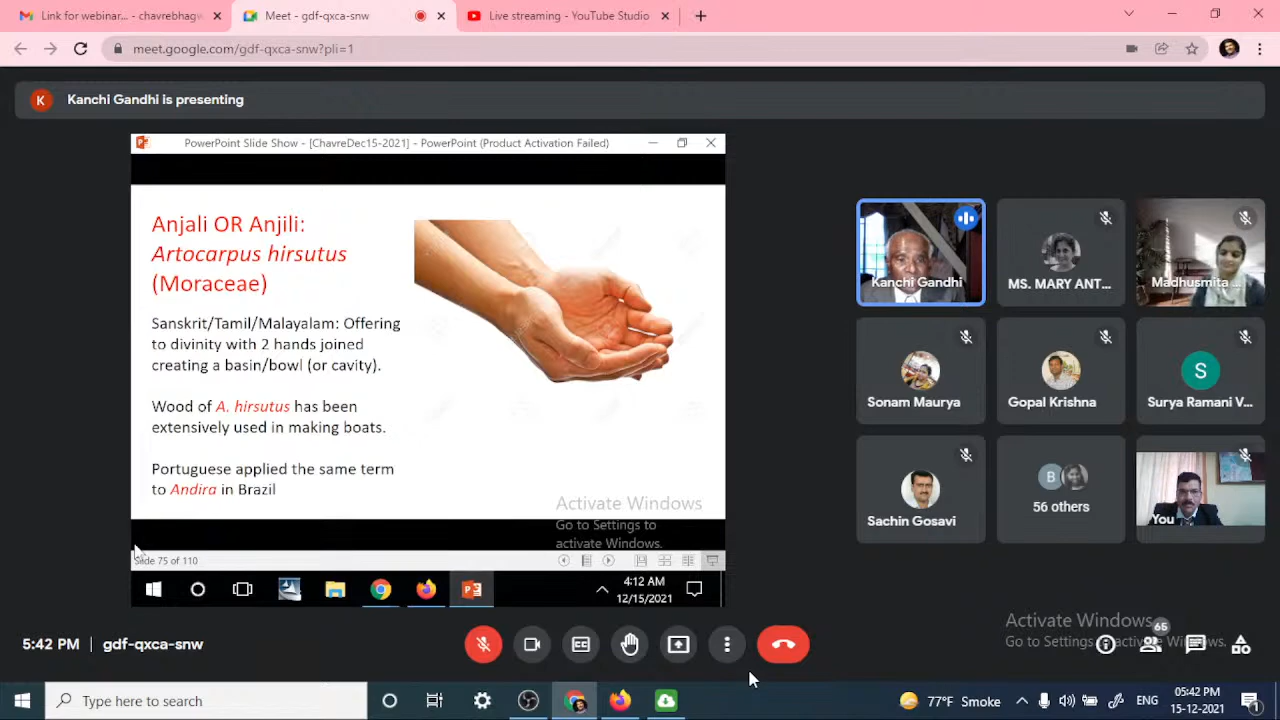 Link for webinar... - chavrebhagw
Meet - gdf-qxca-snw
Live streaming - YouTube Studio
meet.google.com/gdf-qxca-snw?pli=1
K
Kanchi Gandhi is presenting
PowerPoint Slide Show - [ChavreDec15-2021] - PowerPoint (Product Activation Failed)
Anjali OR Anjili:
Artocarpus hirsutus
(Moraceae)
Sanskrit/Tamil/Malayalam: Offering
to divinity with 2 hands joined
creating a basin/bowl (or cavity).
Wood of A. hirsutus has been
extensively used in making boats.
Portuguese applied the same term
to Andira in Brazil
Activate Windows
Go to Settings to
activate Windows.
Slide 75 of 110
4:12 AM
12/15/2021
Kanchi Gandhi
MS. MARY ANT...
Madhusmita ...
Sonam Maurya
Gopal Krishna
S
Surya Ramani V...
Sachin Gosavi
B
56 others
You
Activate Windows
Go to Settings to activate Windows.
5:42 PM | gdf-qxca-snw
CC
65
Type here to search
77°F Smoke
ENG
05:42 PM
15-12-2021
1